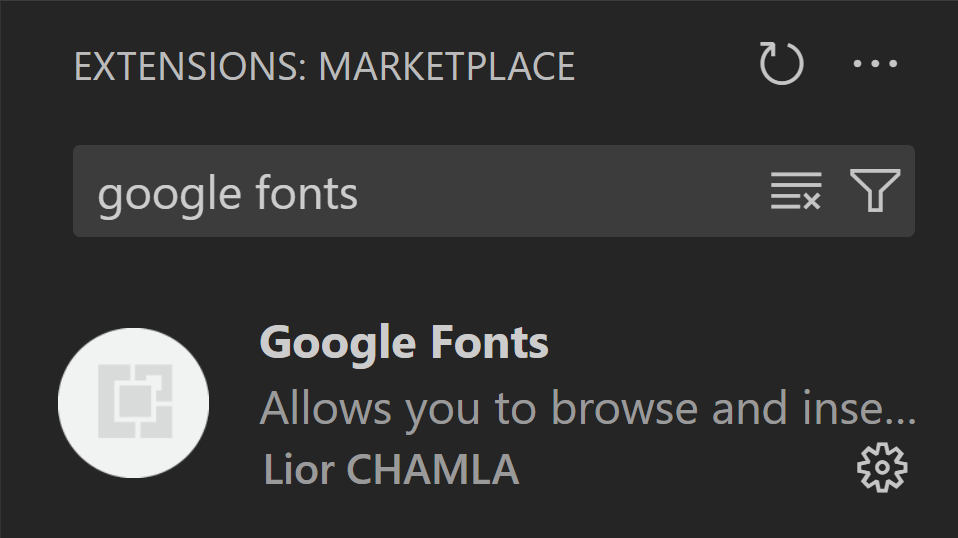 EXTENSIONS: MARKETPLACE
google fonts
Google Fonts
Allows you to browse and inse...
Lior CHAMLA